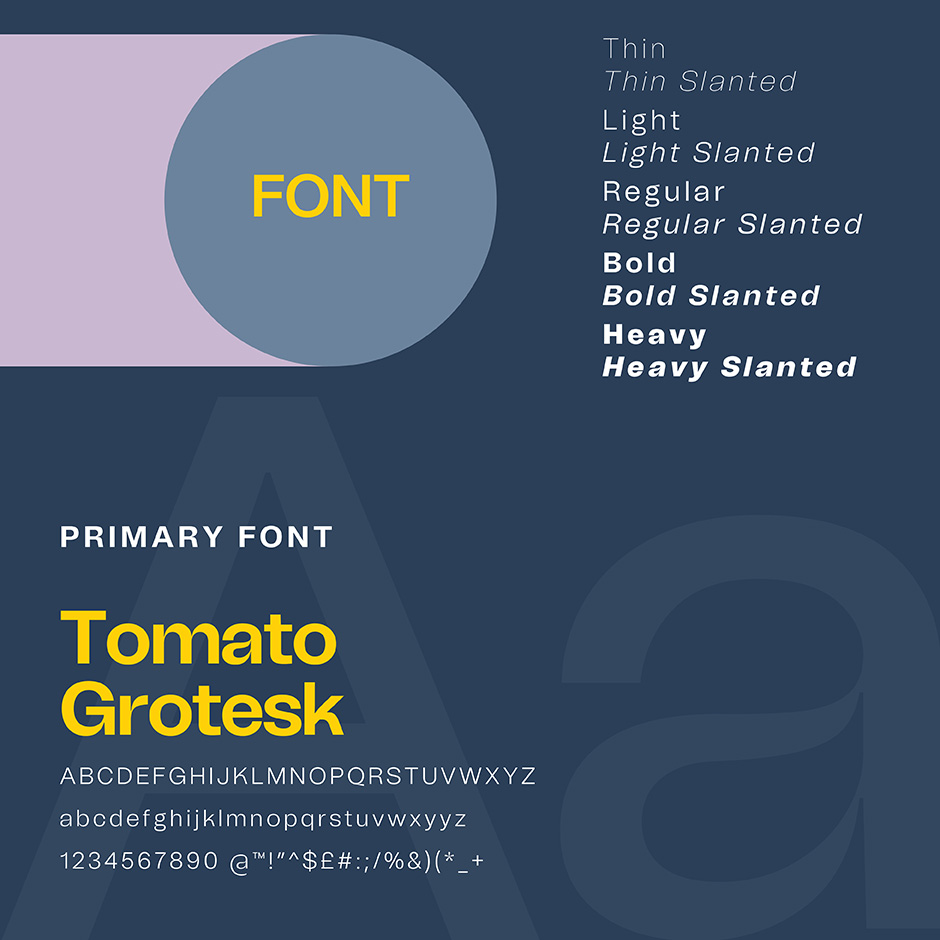 FONT
Thin
Thin Slanted
Light
Light Slanted
Regular
Regular Slanted
Bold
Bold Slanted
Heavy
Heavy Slanted
Aa
PRIMARY FONT
Tomato
Grotesk
ABCDEFGHIJKLMNOPQRSTUVWXYZ
abcdefghijklmnopqrstuvwxyyz
1234567890 @™!”^$£#:;/%&)(*_+